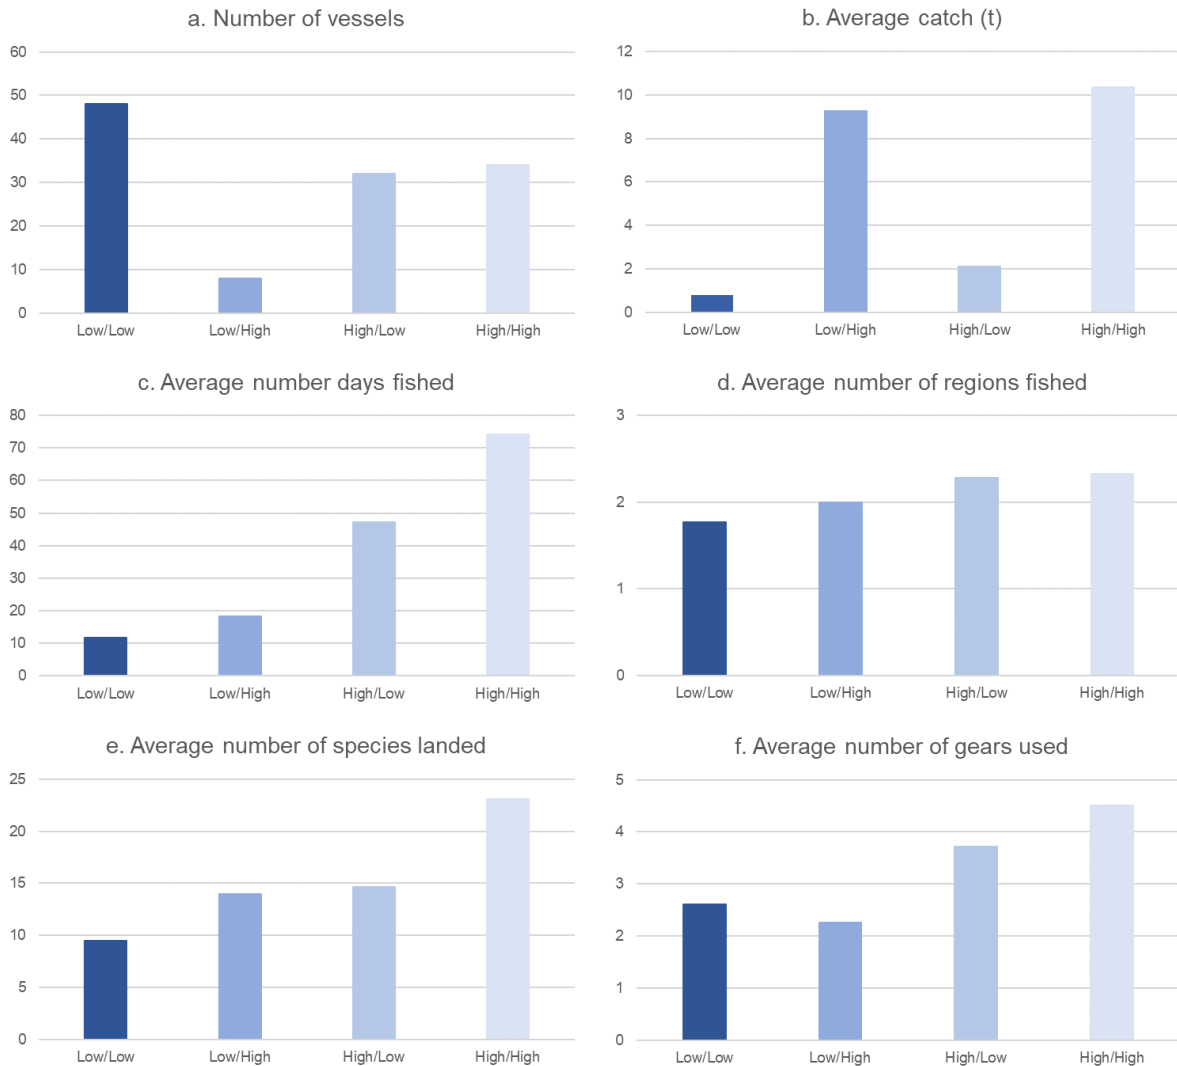 a. Number of vessels
60
50
40
30
20
10
0
Low/Low
Low/High
High/Low
High/High
b. Average catch (t)
12
10
8
6
4
2
0
Low/Low
Low/High
High/Low
High/High
c. Average number days fished
80
70
60
50
40
30
20
10
0
Low/Low
Low/High
High/Low
High/High
d. Average number of regions fished
3
2
1
0
Low/Low
Low/High
High/Low
High/High
e. Average number of species landed
25
20
15
10
5
0
Low/Low
Low/High
High/Low
High/High
f. Average number of gears used
5
4
3
2
1
0
Low/Low
Low/High
High/Low
High/High